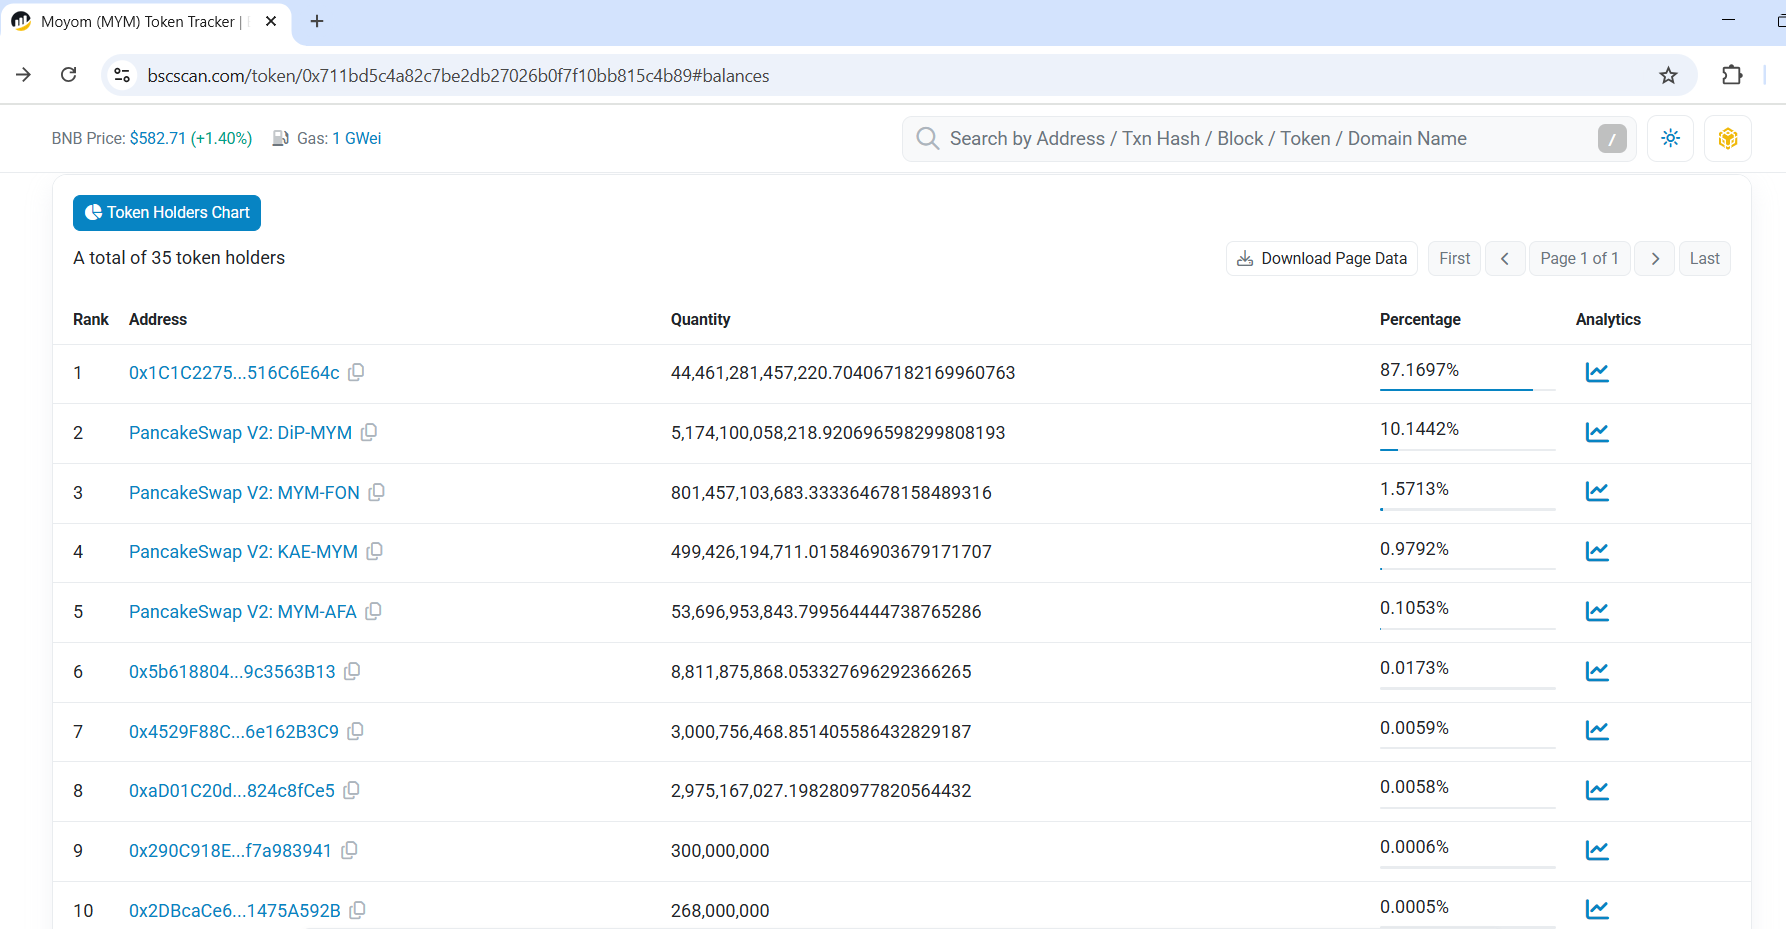 Moyom (MYM) Token Tracker |
bscscan.com/token/0x711bd5c4a82c7be2db27026b0f7f10bb815c4b89#balances
BNB Price: $582.71 (+1.40%) Gas: 1 GWei
Search by Address / Txn Hash / Block / Token / Domain Name /
Token Holders Chart
A total of 35 token holders
Download Page Data First Page 1 of 1 Last
Rank Address Quantity Percentage Analytics
1 0x1C1C2275...516C6E64c 44,461,281,457,220.704067182169960763 87.1697%
2 PancakeSwap V2: DiP-MYM 5,174,100,058,218.920696598299808193 10.1442%
3 PancakeSwap V2: MYM-FON 801,457,103,683.333364678158489316 1.5713%
4 PancakeSwap V2: KAE-MYM 499,426,194,711.015846903679171707 0.9792%
5 PancakeSwap V2: MYM-AFA 53,696,953,843.799564444738765286 0.1053%
6 0x5b618804...9c3563B13 8,811,875,868.053327696292366265 0.0173%
7 0x4529F88C...6e162B3C9 3,000,756,468.851405586432829187 0.0059%
8 0xaD01C20d...824c8fCe5 2,975,167,027.198280977820564432 0.0058%
9 0x290C918E...f7a983941 300,000,000 0.0006%
10 0x2DBcaCe6...1475A592B 268,000,000 0.0005%